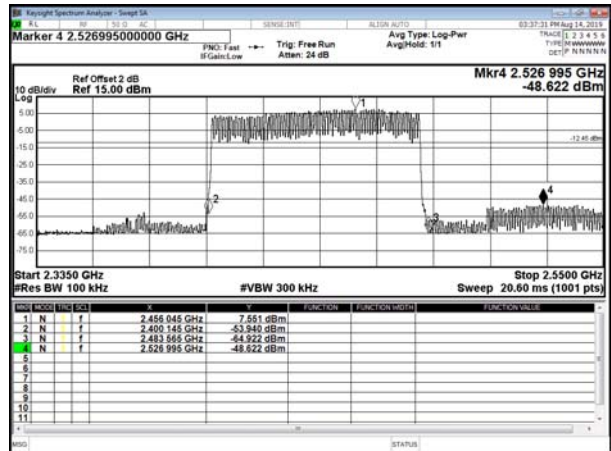 Keysight Spectrum Analyzer - Swept SA
RL RF 50 Ω AC SENSE:INT ALIGN AUTO 03:37:31 PM Aug 14, 2019
Marker 4 2.526995000000 GHz
PNO: Fast
IFGain:Low
Trig: Free Run
Atten: 24 dB
Avg Type: Log-Pwr
Avg|Hold: 1/1
TRACE 1 2 3 4 5 6
TYPE M W W W W W
DET P N N N N N
Ref Offset 2 dB
Ref 15.00 dBm
10 dB/div
Log
Mkr4 2.526 995 GHz
-48.622 dBm
5.00
-5.00
-15.0
-25.0
-35.0
-45.0
-55.0
-65.0
-75.0
1
2
3
4
-12.45 dBm
Start 2.3350 GHz
Stop 2.5500 GHz
#Res BW 100 kHz
#VBW 300 kHz
Sweep 20.60 ms (1001 pts)
MKR MODE TRC SCL X Y FUNCTION FUNCTION WIDTH FUNCTION VALUE
1 N f 2.456 045 GHz 7.551 dBm
2 N f 2.400 145 GHz -53.940 dBm
3 N f 2.483 565 GHz -64.922 dBm
4 N f 2.526 995 GHz -48.622 dBm
5
6
7
8
9
10
11
MSG STATUS